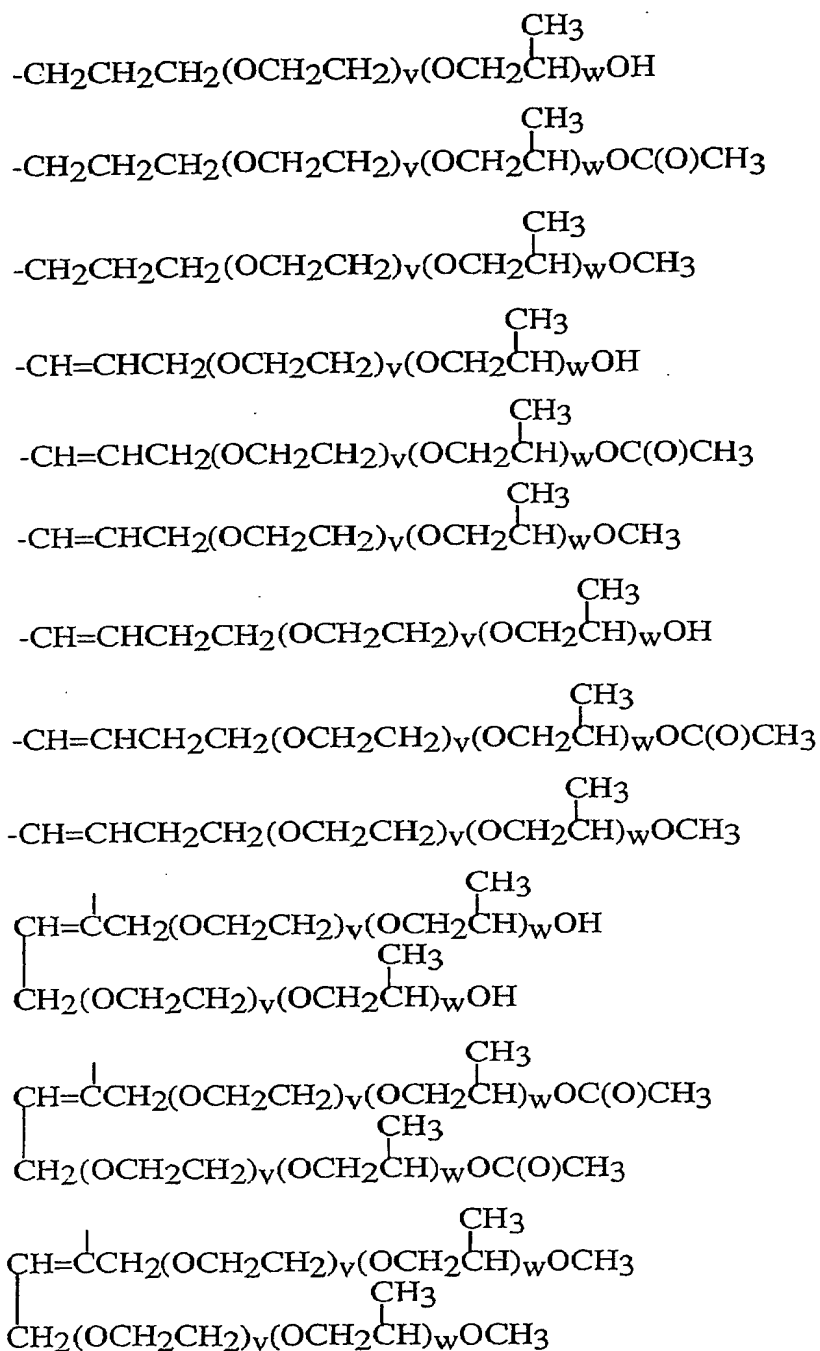 CH3
-CH2CH2CH2(OCH2CH2)v(OCH2CH)wOH
CH3
-CH2CH2CH2(OCH2CH2)v(OCH2CH)wOC(O)CH3
CH3
-CH2CH2CH2(OCH2CH2)v(OCH2CH)wOCH3
CH3
-CH=CHCH2(OCH2CH2)v(OCH2CH)wOH
CH3
-CH=CHCH2(OCH2CH2)v(OCH2CH)wOC(O)CH3
CH3
-CH=CHCH2(OCH2CH2)v(OCH2CH)wOCH3
CH3
-CH=CHCH2CH2(OCH2CH2)v(OCH2CH)wOH
CH3
-CH=CHCH2CH2(OCH2CH2)v(OCH2CH)wOC(O)CH3
CH3
-CH=CHCH2CH2(OCH2CH2)v(OCH2CH)wOCH3
CH3
CH=CCH2(OCH2CH2)v(OCH2CH)wOH
CH3
CH2(OCH2CH2)v(OCH2CH)wOH
CH3
CH=CCH2(OCH2CH2)v(OCH2CH)wOC(O)CH3
CH3
CH2(OCH2CH2)v(OCH2CH)wOC(O)CH3
CH3
CH=CCH2(OCH2CH2)v(OCH2CH)wOCH3
CH3
CH2(OCH2CH2)v(OCH2CH)wOCH3